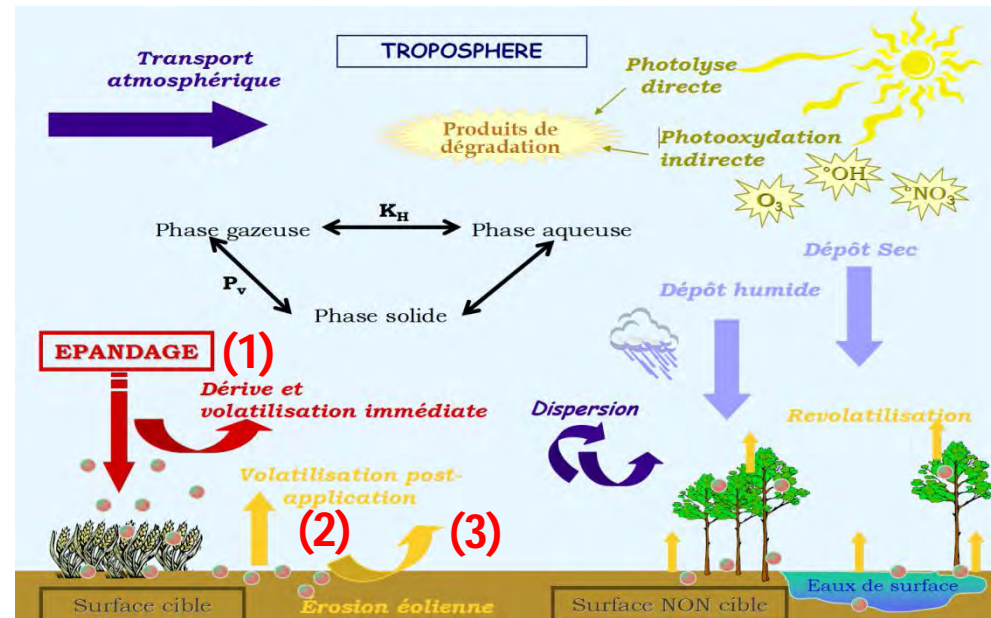 TROPOSPHERE
Transport
atmosphérique
Photolyse
directe
Produits de
dégradation
Photooxydation
indirecte
°OH
O3
°NO3
KH
Phase gazeuse
Phase aqueuse
Pv
Phase solide
Dépôt Sec
Dépôt humide
EPANDAGE (1)
Dérive et
volatilisation immédiate
Dispersion
Revolatilisation
Volatilisation post-
application
(2)
(3)
Surface cible
Erosion éolienne
Surface NON cible
Eaux de surface